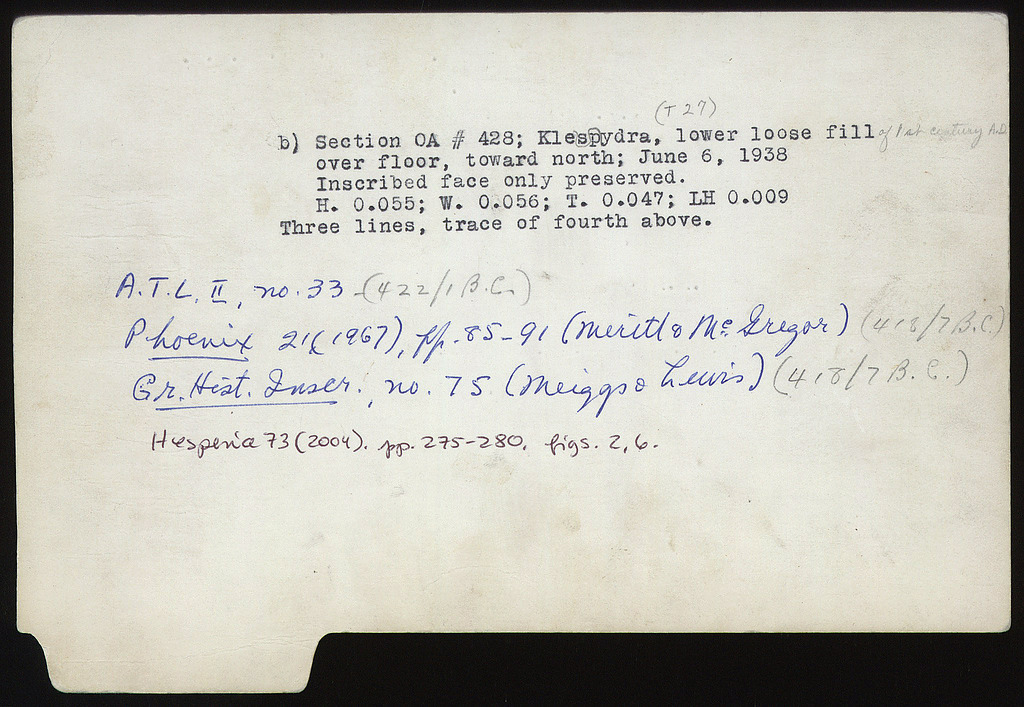 (T 27)
b) Section OA # 428; Klespydra, lower loose fill of 1st century A.D.
over floor, toward north; June 6, 1938
Inscribed face only preserved.
H. 0.055; W. 0.056; T. 0.047; LH 0.009
Three lines, trace of fourth above.
A.T.L. II, no. 33 (422/1 B.C.)
Phoenix 21 (1967), pp. 85-91 (Meritt & McGregor) (418/7 B.C.)
Gr. Hist. Inscr., no. 75 (Meiggs & Lewis) (418/7 B.C.)
Hesperia 73 (2004). pp. 275-280, figs. 2, 6.